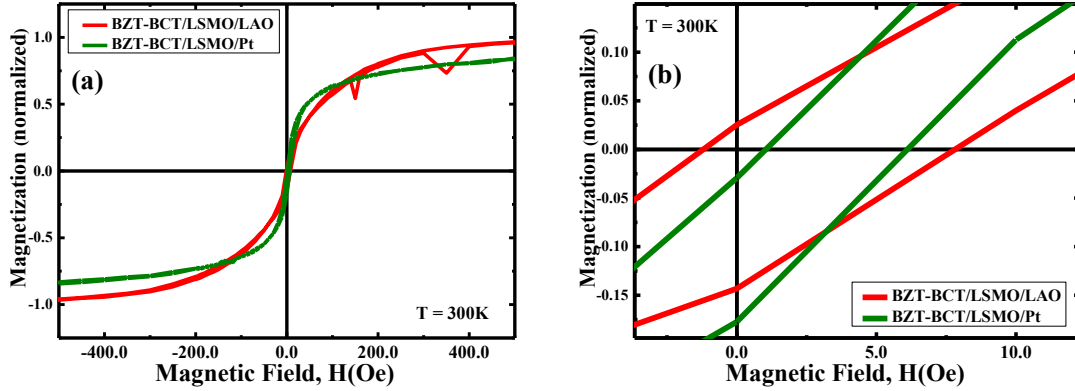 BZT-BCT/LSMO/LAO
BZT-BCT/LSMO/Pt
(a)
T = 300K
1.0
0.5
0.0
-0.5
-1.0
Magnetization (normalized)
-400.0 -200.0 0.0 200.0 400.0
Magnetic Field, H(Oe)
T = 300K
(b)
0.10
0.05
0.00
-0.05
-0.10
-0.15
Magnetization (normalized)
BZT-BCT/LSMO/LAO
BZT-BCT/LSMO/Pt
0.0 5.0 10.0
Magnetic Field, H(Oe)